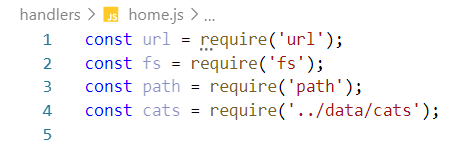 handlers > JS home.js > ...
1 const url = require('url');
2 const fs = require('fs');
3 const path = require('path');
4 const cats = require('../data/cats');
5